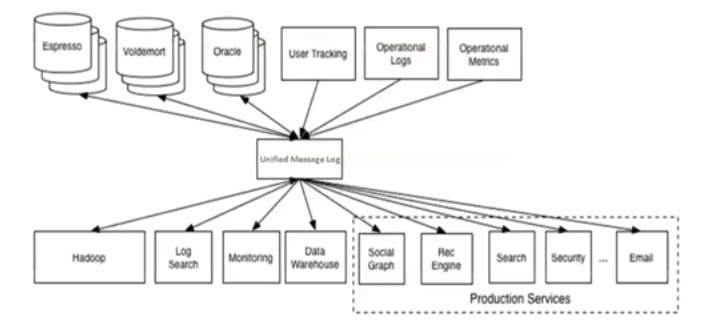 Espresso
Voldemort
Oracle
User Tracking
Operational
Logs
Operational
Metrics
Unified Message Log
Hadoop
Log
Search
Monitoring
Data
Warehouse
Social
Graph
Rec
Engine
Search
Security
...
Email
Production Services